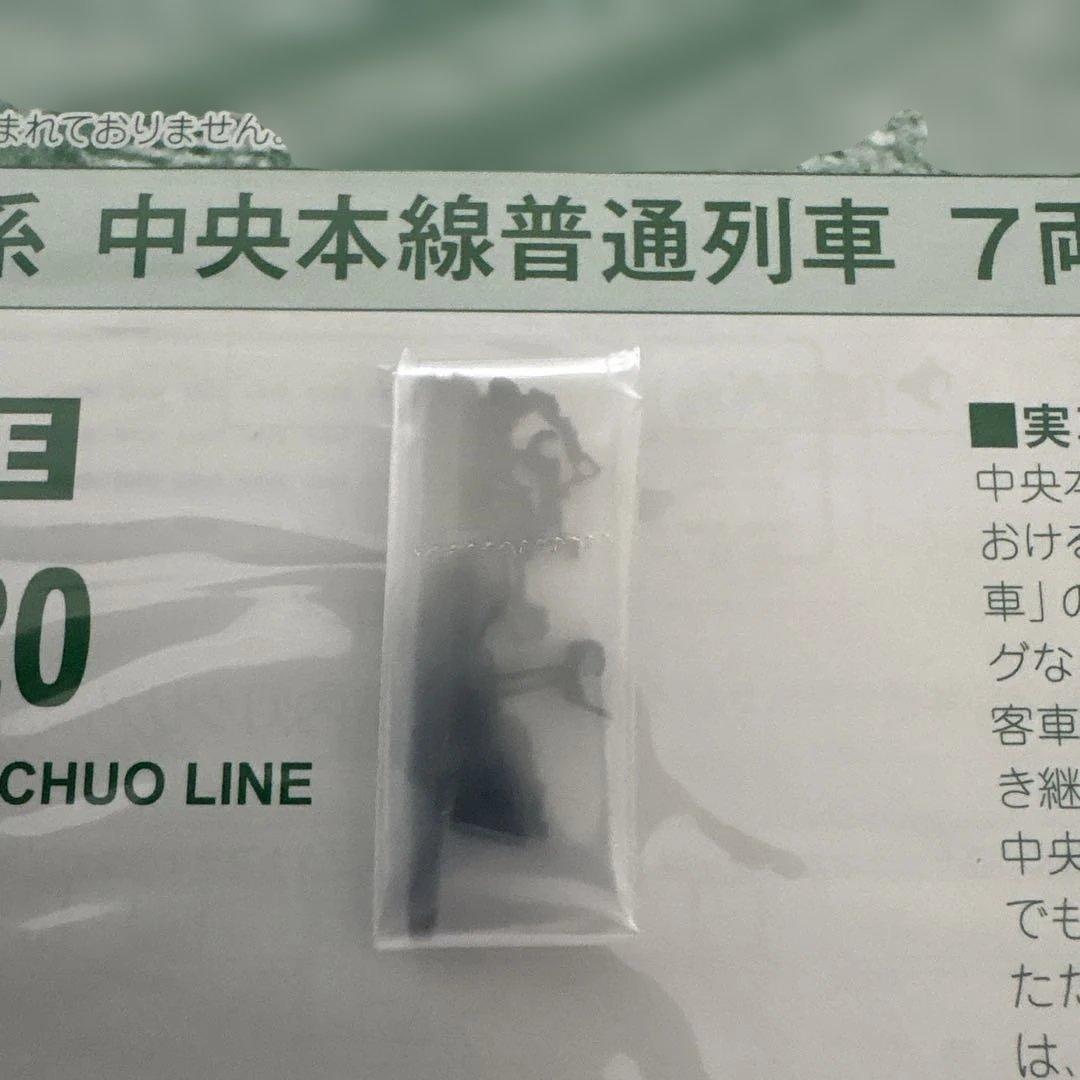 まれておりません。
系 中央本線普通列車 7両
E
20
CHUO LINE
■実
中央本
おける
車」の
グな
客車
き継
中央
でも
ただ
は、